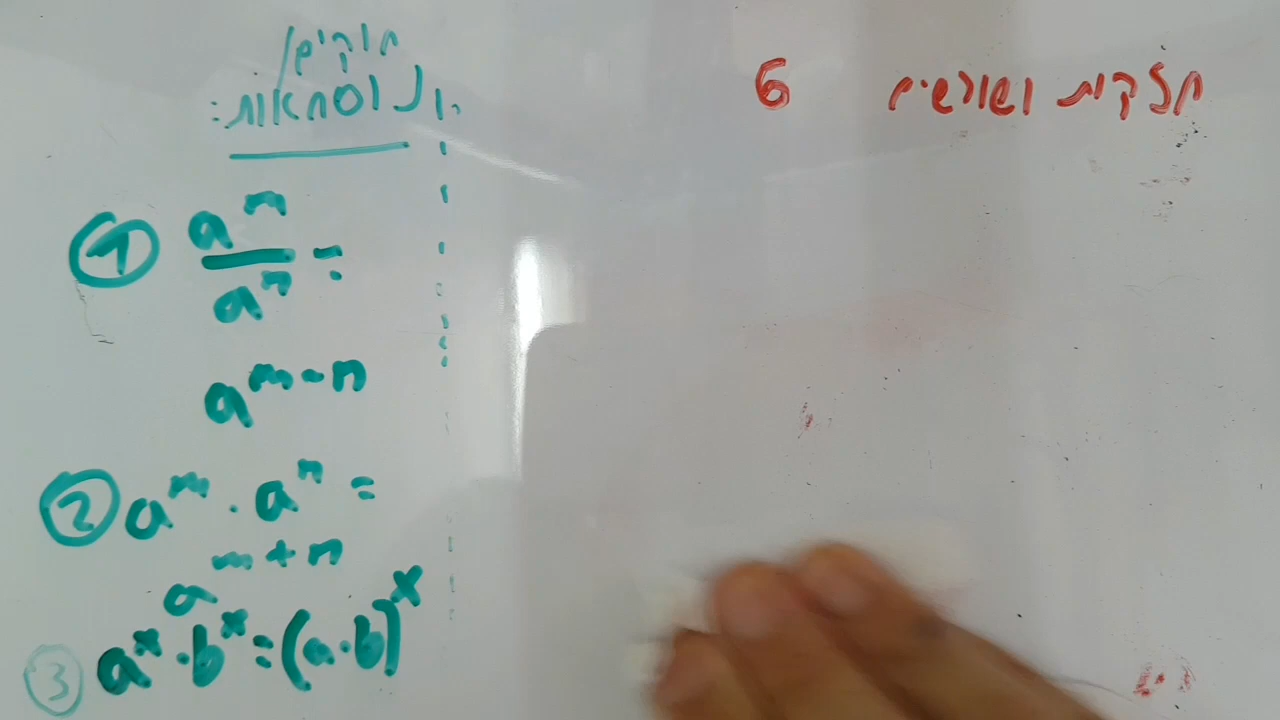 חזקות ושורשים 6
חוקים/
נוסחאות:
① a^m / a^n =
a^(m-n)
② a^m · a^n =
a^(m+n)
③ a^x · b^x = (a·b)^x